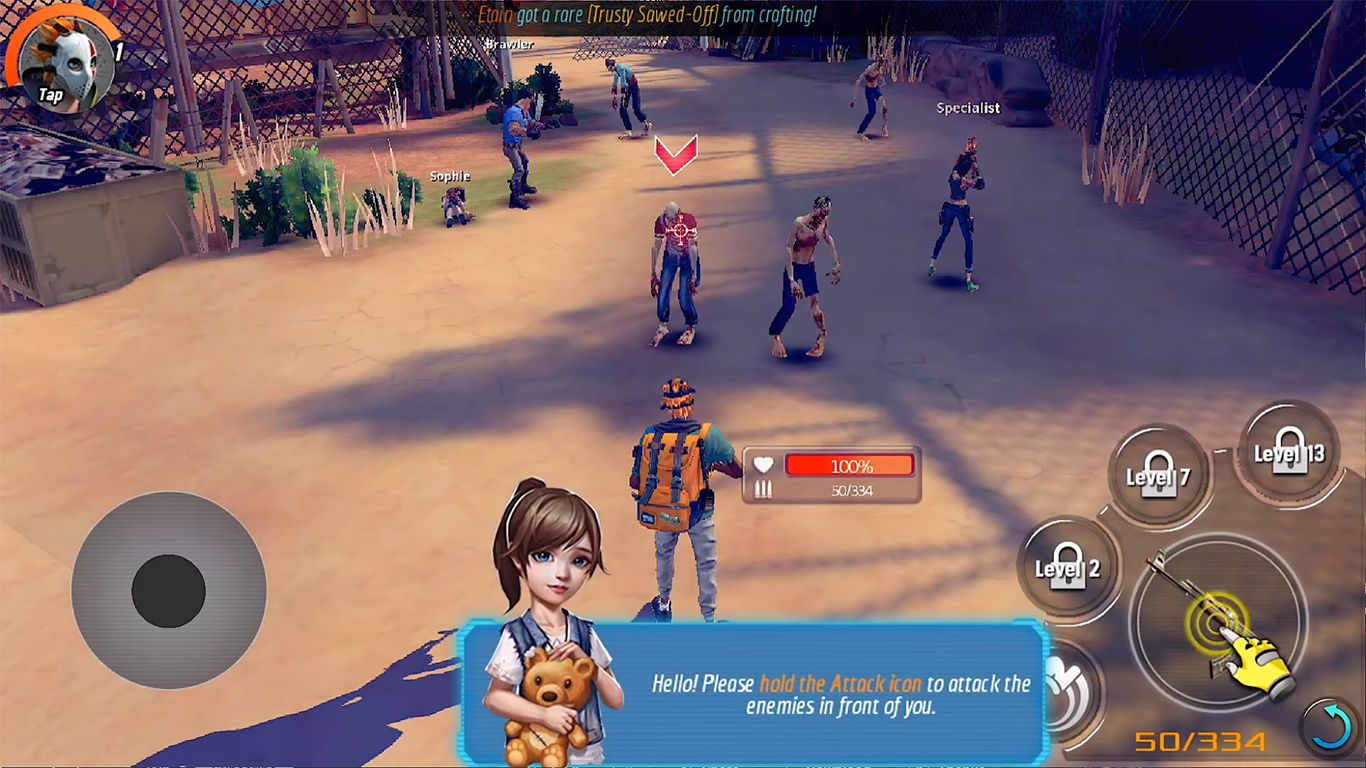 Etain got a rare [Trusty Sawed-Off] from crafting!
Brawler
1
Tap
Specialist
Sophie
Level 13
100%
Level 7
50/334
Level 2
Hello! Please hold the Attack icon to attack the
enemies in front of you.
50/334